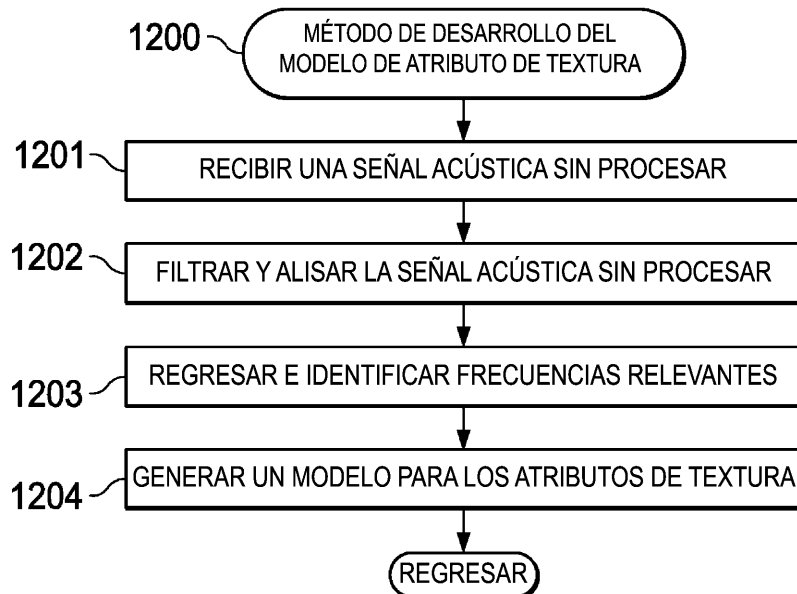 1200
MÉTODO DE DESARROLLO DEL
MODELO DE ATRIBUTO DE TEXTURA
1201
RECIBIR UNA SEÑAL ACÚSTICA SIN PROCESAR
1202
FILTRAR Y ALISAR LA SEÑAL ACÚSTICA SIN PROCESAR
1203
REGRESAR E IDENTIFICAR FRECUENCIAS RELEVANTES
1204
GENERAR UN MODELO PARA LOS ATRIBUTOS DE TEXTURA
REGRESAR